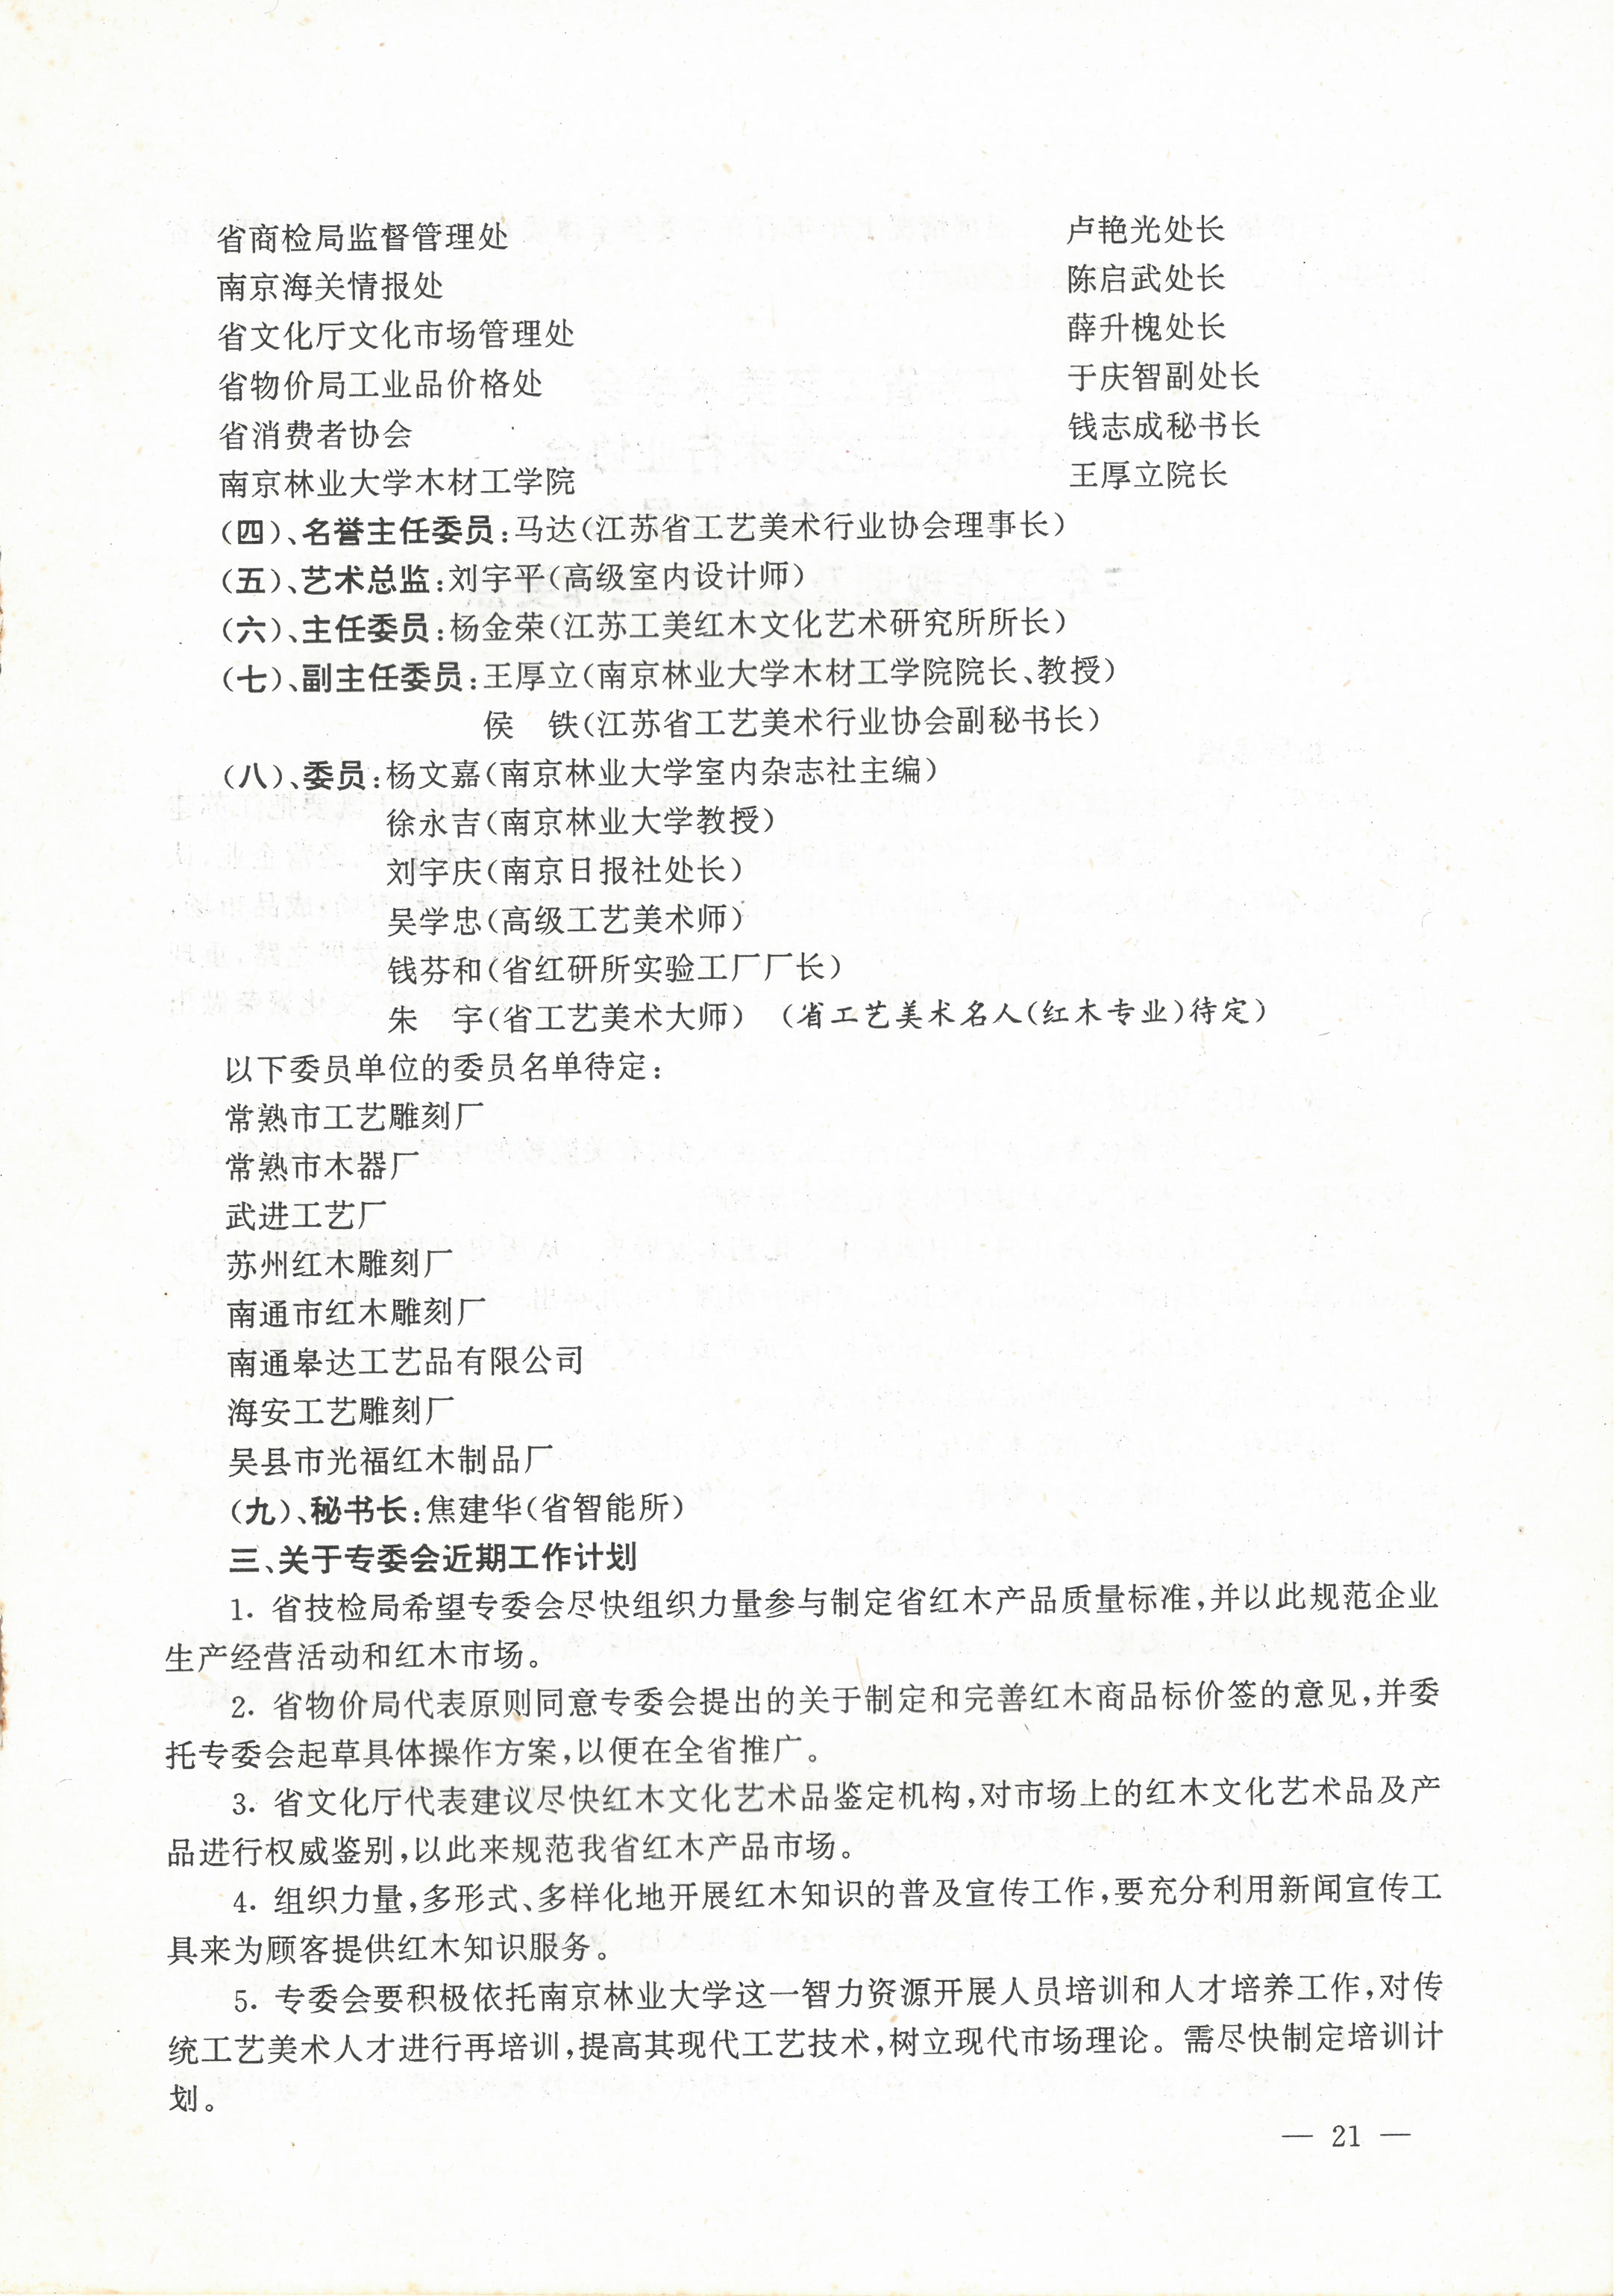 省商检局监督管理处 卢艳光处长
南京海关情报处 陈启武处长
省文化厅文化市场管理处 薛升槐处长
省物价局工业品价格处 于庆智副处长
省消费者协会 钱志成秘书长
南京林业大学木材工学院 王厚立院长
(四)、名誉主任委员:马达(江苏省工艺美术行业协会理事长)
(五)、艺术总监:刘宇平(高级室内设计师)
(六)、主任委员:杨金荣(江苏工美红木文化艺术研究所所长)
(七)、副主任委员:王厚立(南京林业大学木材工学院院长、教授)
侯 铁(江苏省工艺美术行业协会副秘书长)
(八)、委员:杨文嘉(南京林业大学室内杂志社主编)
徐永吉(南京林业大学教授)
刘宇庆(南京日报社处长)
吴学忠(高级工艺美术师)
钱芬和(省红研所实验工厂厂长)
朱 宇(省工艺美术大师) (省工艺美术名人(红木专业)待定)
以下委员单位的委员名单待定:
常熟市工艺雕刻厂
常熟市木器厂
武进工艺厂
苏州红木雕刻厂
南通市红木雕刻厂
南通皋达工艺品有限公司
海安工艺雕刻厂
吴县市光福红木制品厂
(九)、秘书长:焦建华(省智能所)
三、关于专委会近期工作计划
1. 省技检局希望专委会尽快组织力量参与制定省红木产品质量标准,并以此规范企业
生产经营活动和红木市场。
2. 省物价局代表原则同意专委会提出的关于制定和完善红木商品标价签的意见,并委
托专委会起草具体操作方案,以便在全省推广。
3. 省文化厅代表建议尽快红木文化艺术品鉴定机构,对市场上的红木文化艺术品及产
品进行权威鉴别,以此来规范我省红木产品市场。
4. 组织力量,多形式、多样化地开展红木知识的普及宣传工作,要充分利用新闻宣传工
具来为顾客提供红木知识服务。
5. 专委会要积极依托南京林业大学这一智力资源开展人员培训和人才培养工作,对传
统工艺美术人才进行再培训,提高其现代工艺技术,树立现代市场理论。需尽快制定培训计
划。
— 21 —